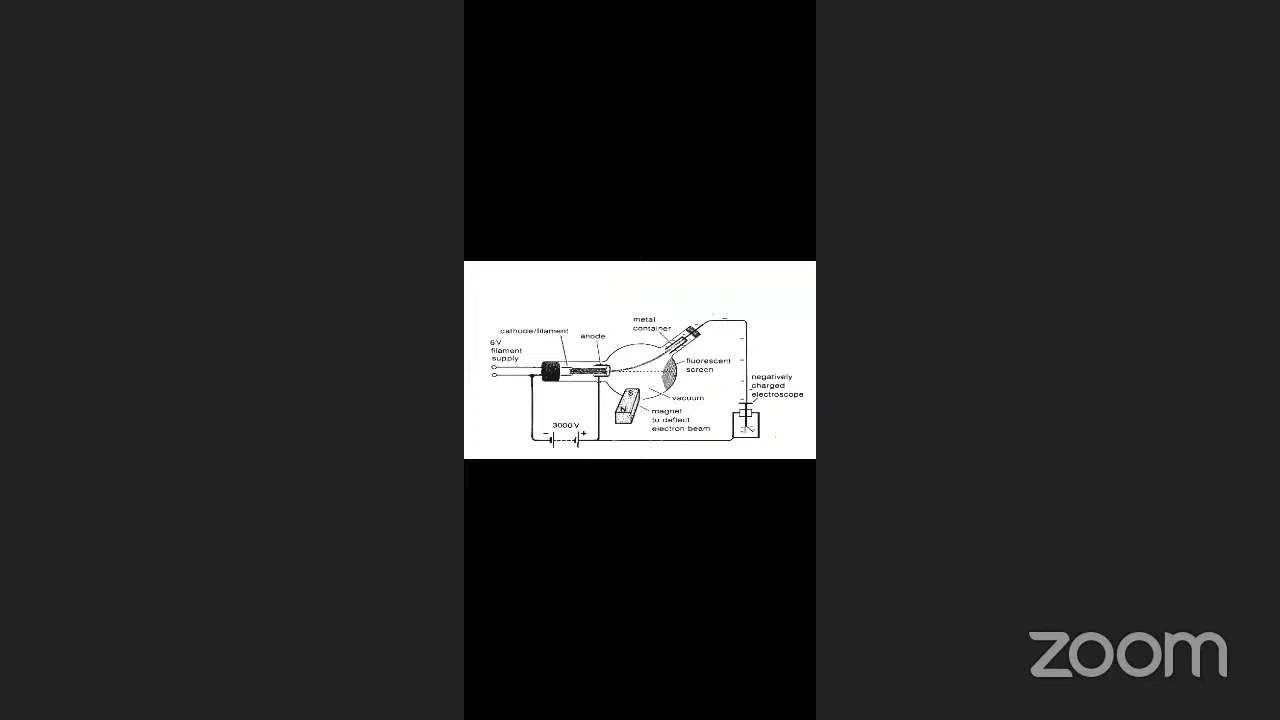 metal
container
cathode/filament
anode
6V
filament
supply
fluorescent
screen
negatively
charged
electroscope
vacuum
S
N
magnet
to deflect
electron beam
3000V
- +
zoom